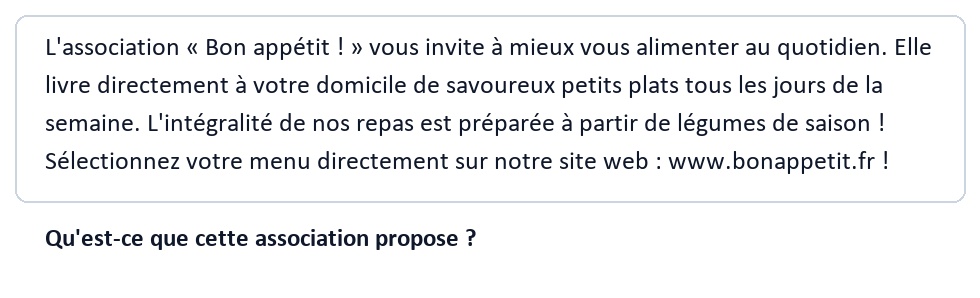 L'association « Bon appétit ! » vous invite à mieux vous alimenter au quotidien. Elle
livre directement à votre domicile de savoureux petits plats tous les jours de la
semaine. L'intégralité de nos repas est préparée à partir de légumes de saison !
Sélectionnez votre menu directement sur notre site web : www.bonappetit.fr !
Qu'est-ce que cette association propose ?